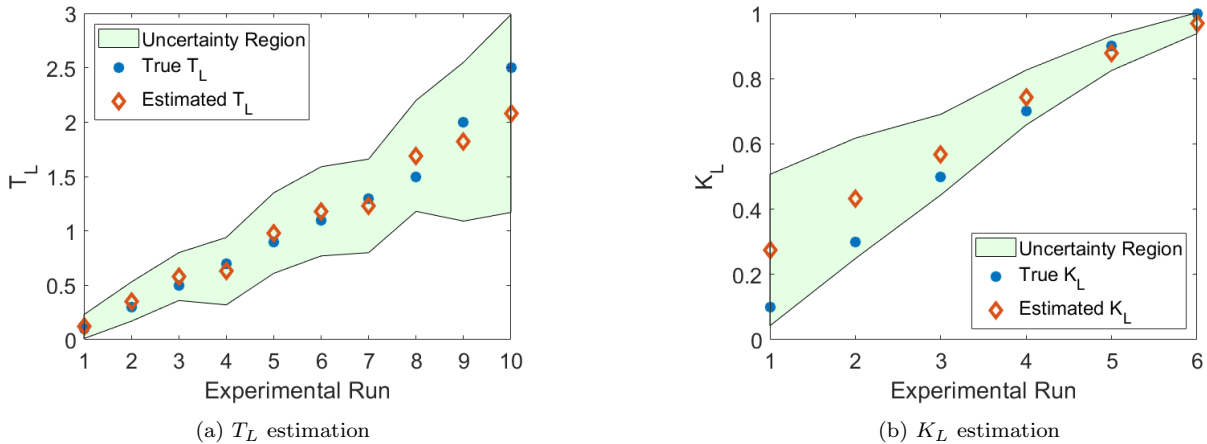 3
2.5
2
1.5
1
0.5
0
T_L
Uncertainty Region
True T_L
Estimated T_L
1 2 3 4 5 6 7 8 9 10
Experimental Run
(a) T_L estimation
1
0.8
0.6
0.4
0.2
0
K_L
Uncertainty Region
True K_L
Estimated K_L
1 2 3 4 5 6
Experimental Run
(b) K_L estimation